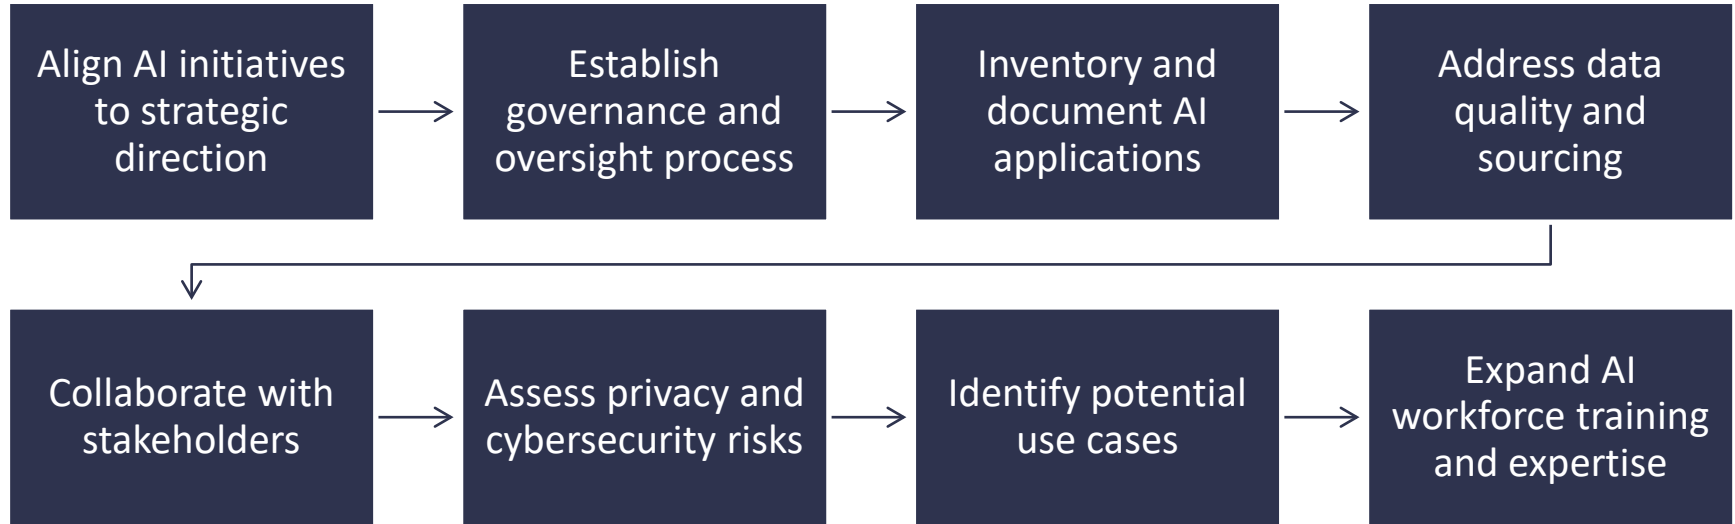 Align AI initiatives
to strategic
direction
Establish
governance and
oversight process
Inventory and
document AI
applications
Address data
quality and
sourcing
Collaborate with
stakeholders
Assess privacy and
cybersecurity risks
Identify potential
use cases
Expand AI
workforce training
and expertise